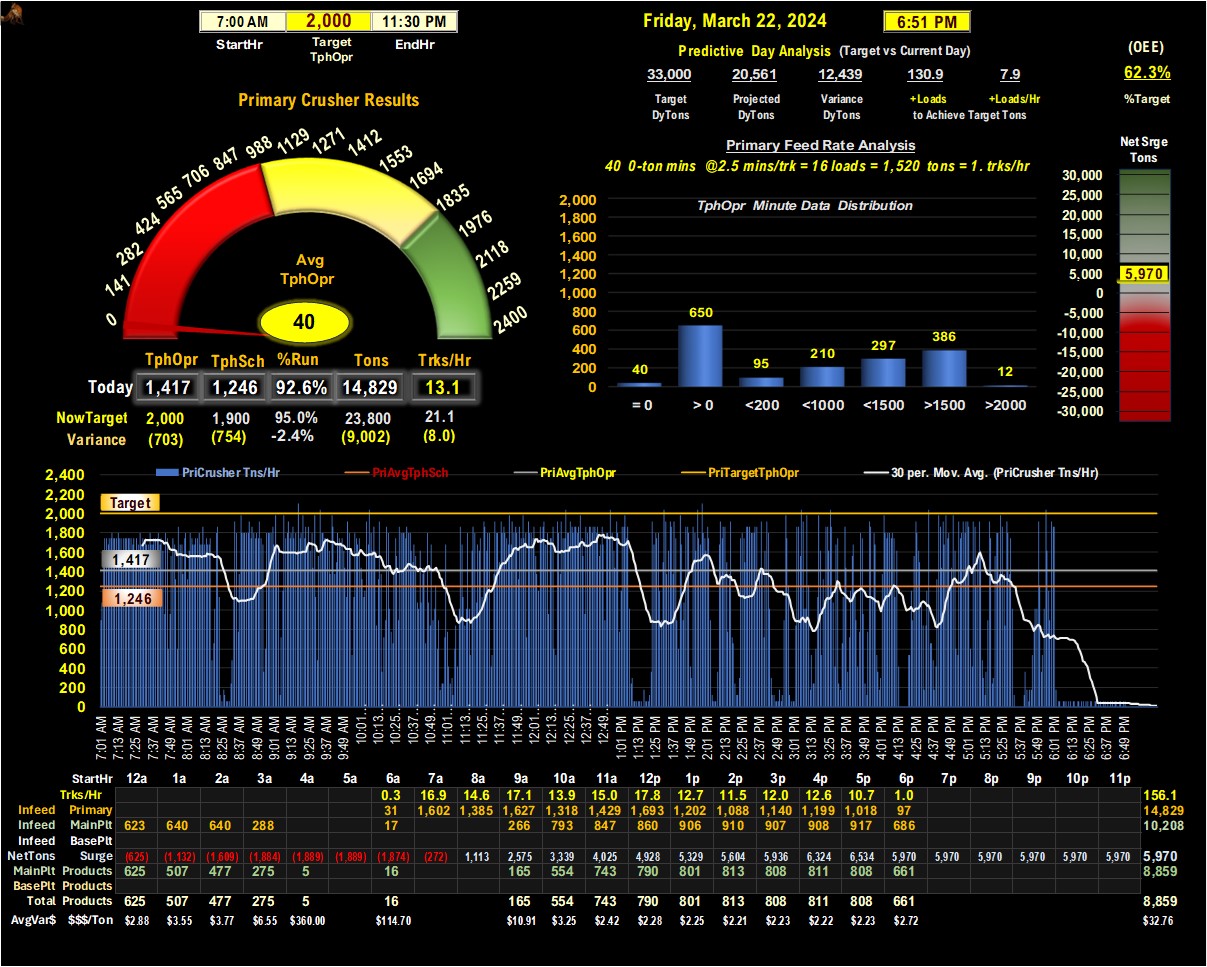 7:00 AM 2,000 11:30 PM
StartHr Target TphOpr EndHr
Friday, March 22, 2024 6:51 PM
Predictive Day Analysis (Target vs Current Day)
33,000 20,561 12,439 130.9 7.9
Target DyTons Projected DyTons Variance DyTons +Loads +Loads/Hr
to Achieve Target Tons
(OEE)
62.3%
%Target
Primary Crusher Results
0 141 282 424 565 706 847 988 1129 1271 1412 1553 1694 1835 1976 2118 2259 2400
Avg
TphOpr
40
TphOpr TphSch %Run Tons Trks/Hr
Today 1,417 1,246 92.6% 14,829 13.1
NowTarget 2,000 1,900 95.0% 23,800 21.1
Variance (703) (754) -2.4% (9,002) (8.0)
Primary Feed Rate Analysis
40 0-ton mins @2.5 mins/trk = 16 loads = 1,520 tons = 1. trks/hr
TphOpr Minute Data Distribution
2,000
1,800
1,600
1,400
1,200
1,000
800
600
400
200
0
40 650 95 210 297 386 12
= 0 > 0 <200 <1000 <1500 >1500 >2000
Net Srge
Tons
30,000
25,000
20,000
15,000
10,000
5,000
0
-5,000
-10,000
-15,000
-20,000
-25,000
-30,000
5,970
PriCrusher Tns/Hr PriAvgTphSch PriAvgTphOpr PriTargetTphOpr 30 per. Mov. Avg. (PriCrusher Tns/Hr)
2,400
2,200
2,000
1,800
1,600
1,400
1,200
1,000
800
600
400
200
0
Target
1,417
1,246
7:01 AM 7:13 AM 7:25 AM 7:37 AM 7:49 AM 8:01 AM 8:13 AM 8:25 AM 8:37 AM 8:49 AM 9:01 AM 9:13 AM 9:25 AM 9:37 AM 9:49 AM 10:01... 10:13... 10:25... 10:37... 10:49... 11:01... 11:13... 11:25... 11:37... 11:49... 12:01... 12:13... 12:25... 12:37... 12:49... 1:01 PM 1:13 PM 1:25 PM 1:37 PM 1:49 PM 2:01 PM 2:13 PM 2:25 PM 2:37 PM 2:49 PM 3:01 PM 3:13 PM 3:25 PM 3:37 PM 3:49 PM 4:01 PM 4:13 PM 4:25 PM 4:37 PM 4:49 PM 5:01 PM 5:13 PM 5:25 PM 5:37 PM 5:49 PM 6:01 PM 6:13 PM 6:25 PM 6:37 PM 6:49 PM
StartHr 12a 1a 2a 3a 4a 5a 6a 7a 8a 9a 10a 11a 12p 1p 2p 3p 4p 5p 6p 7p 8p 9p 10p 11p
Trks/Hr 0.3 16.9 14.6 17.1 13.9 15.0 17.8 12.7 11.5 12.0 12.6 10.7 1.0 156.1
Infeed Primary 31 1,602 1,385 1,627 1,318 1,429 1,693 1,202 1,088 1,140 1,199 1,018 97 14,829
Infeed MainPlt 623 640 640 288 17 266 793 847 860 906 910 907 908 917 686 10,208
Infeed BasePlt
NetTons Surge (625) (1,132) (1,609) (1,884) (1,889) (1,889) (1,874) (272) 1,113 2,575 3,339 4,025 4,928 5,329 5,604 5,936 6,324 6,534 5,970 5,970 5,970 5,970 5,970 5,970 5,970
MainPlt Products 625 507 477 275 5 16 165 554 743 790 801 813 808 811 808 661 8,859
BasePlt Products
Total Products 625 507 477 275 5 16 165 554 743 790 801 813 808 811 808 661 8,859
AvgVar$ $$$/Ton $2.88 $3.55 $3.77 $6.55 $360.00 $114.70 $10.91 $3.25 $2.42 $2.28 $2.25 $2.21 $2.23 $2.22 $2.23 $2.72 $32.76